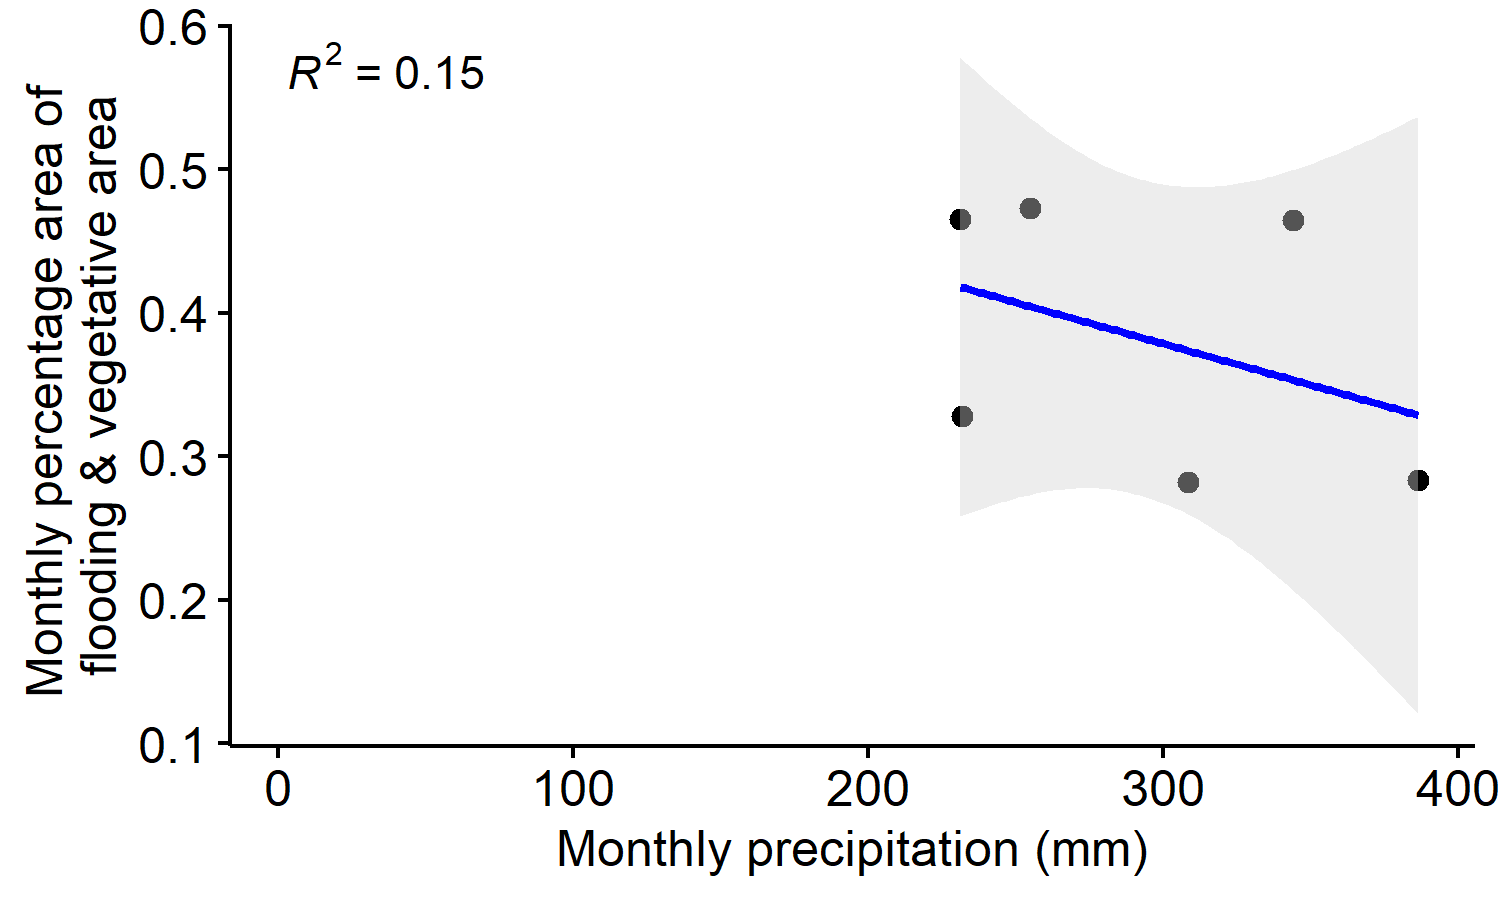 R² = 0.15
Monthly percentage area of
flooding & vegetative area
0.6
0.5
0.4
0.3
0.2
0.1
0 100 200 300 400
Monthly precipitation (mm)